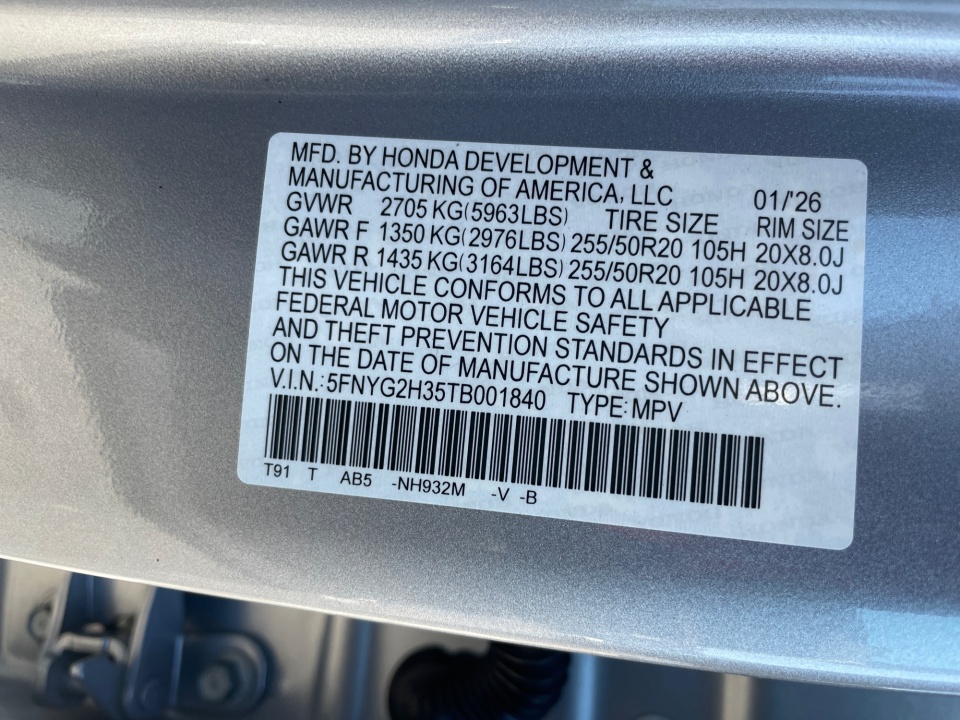 MFD. BY HONDA DEVELOPMENT &
MANUFACTURING OF AMERICA, LLC 01/'26
GVWR 2705 KG(5963LBS) TIRE SIZE RIM SIZE
GAWR F 1350 KG(2976LBS) 255/50R20 105H 20X8.0J
GAWR R 1435 KG(3164LBS) 255/50R20 105H 20X8.0J
THIS VEHICLE CONFORMS TO ALL APPLICABLE
FEDERAL MOTOR VEHICLE SAFETY
AND THEFT PREVENTION STANDARDS IN EFFECT
ON THE DATE OF MANUFACTURE SHOWN ABOVE.
V.I.N.: 5FNYG2H35TB001840 TYPE: MPV
T91 T AB5 -NH932M -V -B